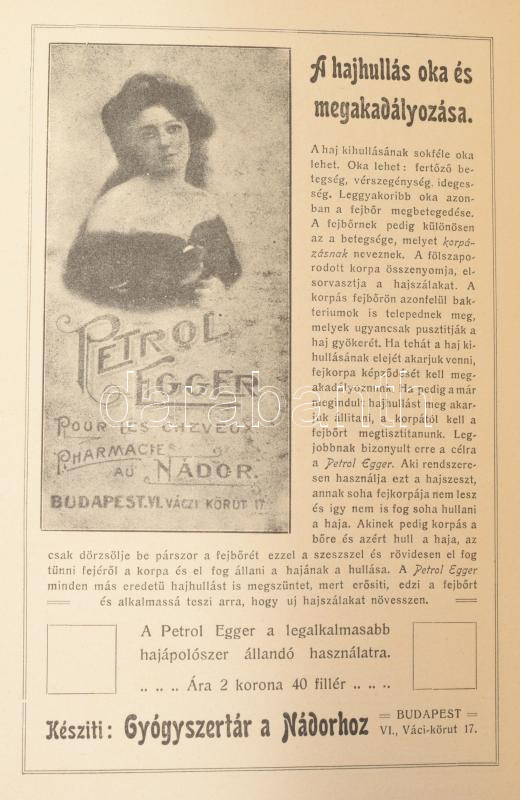 A hajhullás oka és
megakadályozása.
PETROL
EGGER
POUR LES CHEVEUX
PHARMACIE
AU NÁDOR.
BUDAPEST.VI.VÁCZI KÖRÚT 17
A haj kihullásának sokféle oka
lehet. Oka lehet: fertőző be-
tegség, vérszegénység. ideges-
ség. Leggyakoribb oka azon-
ban a fejbőr megbetegedése.
A fejbőrnek pedig különösen
az a betegsége, melyet korpá-
zásnak neveznek. A fölszapo-
rodott korpa összenyomja, el-
sorvasztja a hajszálakat. A
korpás fejbőrön azonfelül bak-
teriumok is telepednek meg,
melyek ugyancsak pusztitják a
haj gyökerét. Ha tehát a haj ki-
hullásának elejét akarjuk venni,
fejkorpa képződését kell meg-
akadályoznunk. Ha pedig a már
megindult hajhullást meg akar-
juk állitani, a korpától kell a
fejbőrt megtisztitanunk. Leg-
jobbnak bizonyult erre a célra
a Petrol Egger. Aki rendszere-
sen használja ezt a hajszeszt,
annak soha fejkorpája nem lesz
és igy nem is fog soha hullani
a haja. Akinek pedig korpás a
bőre és azért hull a haja, az
csak dörzsölje be párszor a fejbőrét ezzel a szeszszel és rövidesen el fog
tünni fejéről a korpa és el fog állani a hajának a hullása. A Petrol Egger
minden más eredetü hajhullást is megszüntet, mert erősiti, edzi a fejbőrt
és alkalmassá teszi arra, hogy uj hajszálakat növesszen.
A Petrol Egger a legalkalmasabb
hajápolószer állandó használatra.
.. .. .. Ára 2 korona 40 fillér .. .. ..
Késziti: Gyógyszertár a Nádorhoz
BUDAPEST
VI., Váci-körut 17.
darabanth